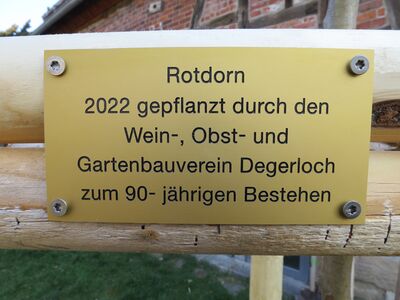 Rotdorn
2022 gepflanzt durch den
Wein-, Obst- und
Gartenbauverein Degerloch
zum 90- jährigen Bestehen